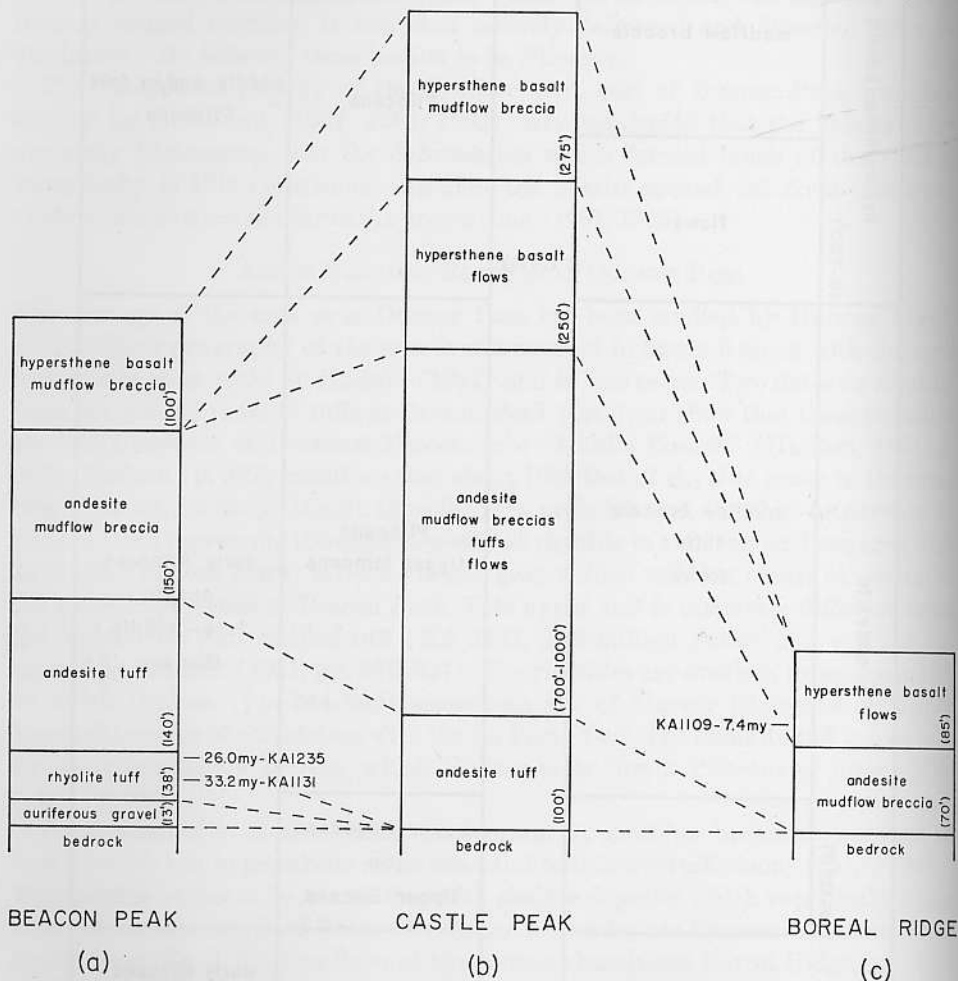 hypersthene basalt
mudflow breccia
(100')
andesite
mudflow breccia
(150')
andesite tuff
(140')
rhyolite tuff
(38')
26.0my-KA1235
33.2my-KA1131
auriferous gravel
(13')
bedrock
BEACON PEAK
(a)
hypersthene basalt
mudflow breccia
(275')
hypersthene basalt
flows
(250')
andesite
mudflow breccias
tuffs
flows
(700'-1000')
andesite tuff
(100')
bedrock
CASTLE PEAK
(b)
hypersthene basalt
flows
(85')
KA1109-7.4my
andesite
mudflow breccia
(70')
bedrock
BOREAL RIDGE
(c)